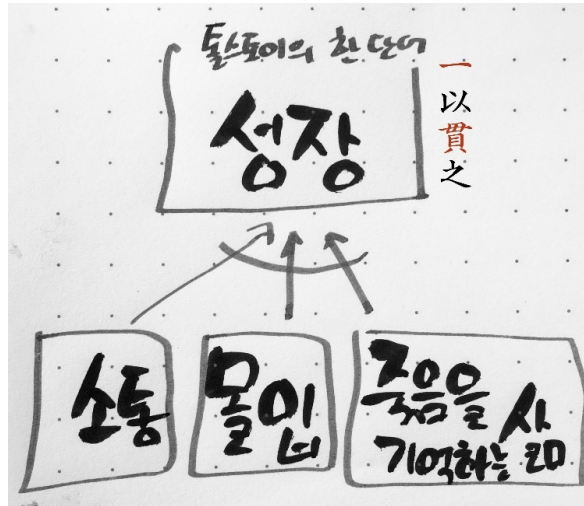 톨스토이의 한 단어
성장
一以貫之
소통
몰입
죽음을
기억하는 삶